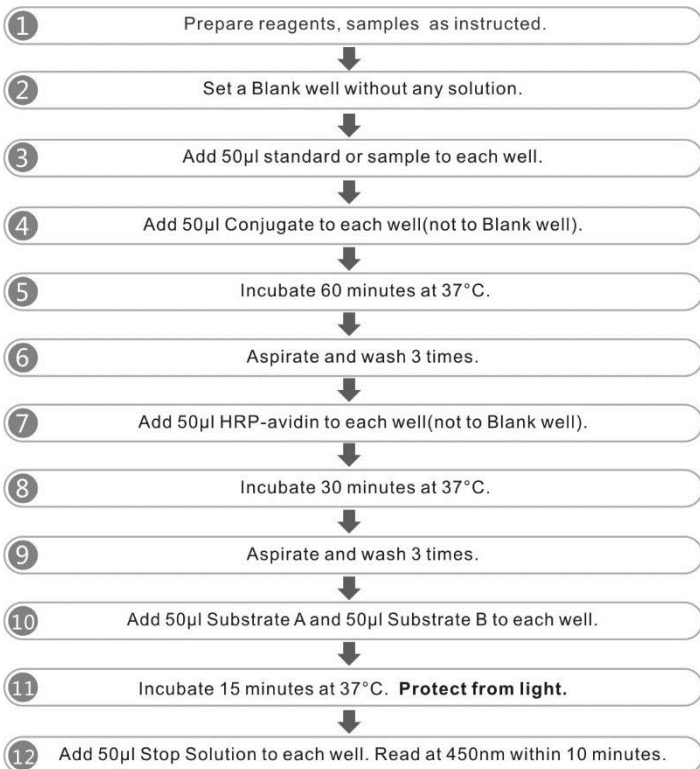 1 Prepare reagents, samples as instructed.
2 Set a Blank well without any solution.
3 Add 50µl standard or sample to each well.
4 Add 50µl Conjugate to each well(not to Blank well).
5 Incubate 60 minutes at 37°C.
6 Aspirate and wash 3 times.
7 Add 50µl HRP-avidin to each well(not to Blank well).
8 Incubate 30 minutes at 37°C.
9 Aspirate and wash 3 times.
10 Add 50µl Substrate A and 50µl Substrate B to each well.
11 Incubate 15 minutes at 37°C. Protect from light.
12 Add 50µl Stop Solution to each well. Read at 450nm within 10 minutes.